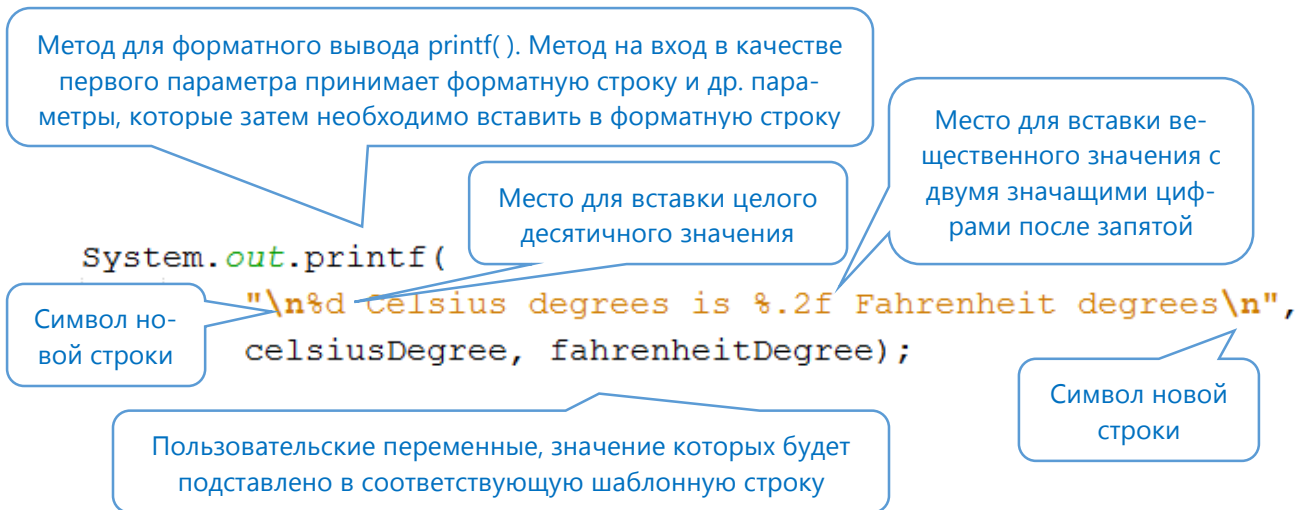 Метод для форматного вывода printf( ). Метод на вход в качестве
первого параметра принимает форматную строку и др. пара-
метры, которые затем необходимо вставить в форматную строку
Место для вставки ве-
щественного значения с
двумя значащими циф-
рами после запятой
Место для вставки целого
десятичного значения
System.out.printf(
"\n%d Celsius degrees is %.2f Fahrenheit degrees\n",
celsiusDegree, fahrenheitDegree);
Символ но-
вой строки
Символ новой
строки
Пользовательские переменные, значение которых будет
подставлено в соответствующую шаблонную строку